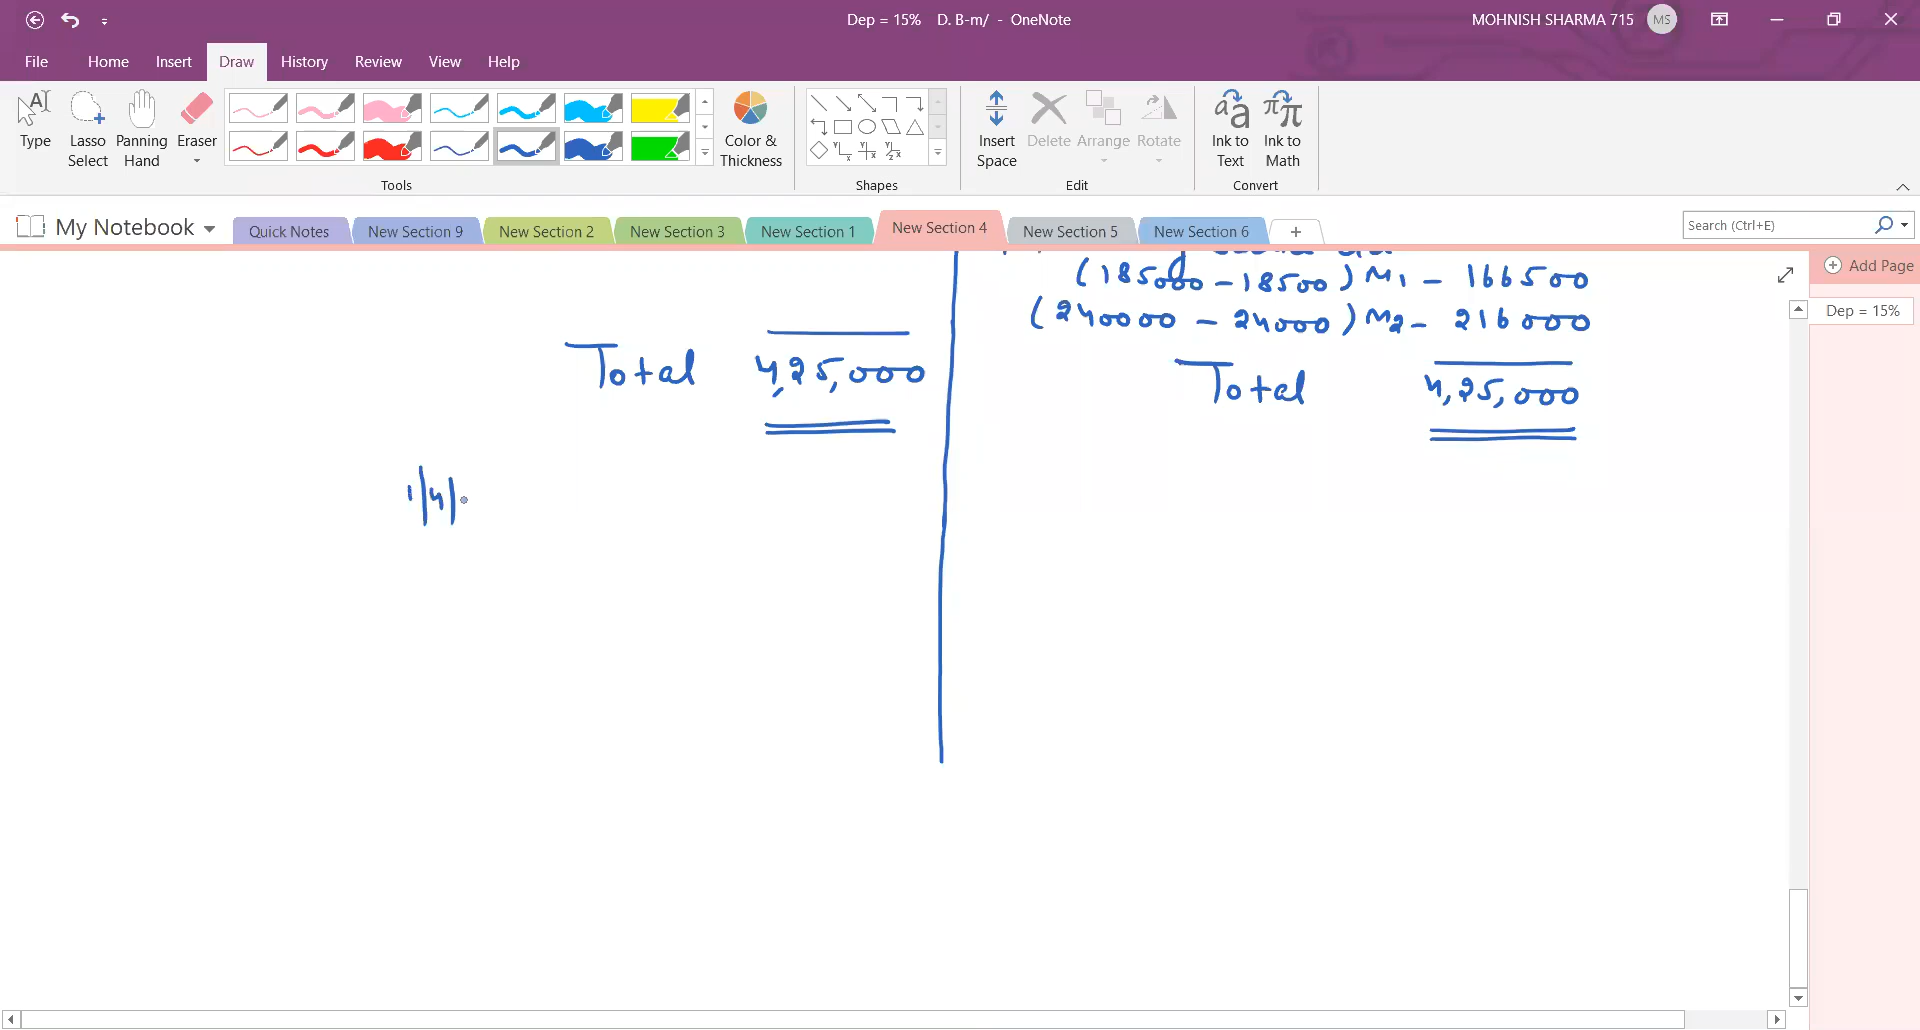 Dep = 15% D. B-m/ - OneNote
MOHNISH SHARMA 715 MS
File Home Insert Draw History Review View Help
Type
Lasso Select
Panning Hand
Eraser
Color & Thickness
Insert Space
Delete
Arrange
Rotate
Ink to Text
Ink to Math
Tools Shapes Edit Convert
My Notebook
Quick Notes New Section 9 New Section 2 New Section 3 New Section 1 New Section 4 New Section 5 New Section 6
Search (Ctrl+E)
Add Page
Dep = 15%
Total 4,25,000
1/4/
(185000 - 18500) M1 - 166500
(240000 - 24000) M2 - 216000
Total 4,25,000